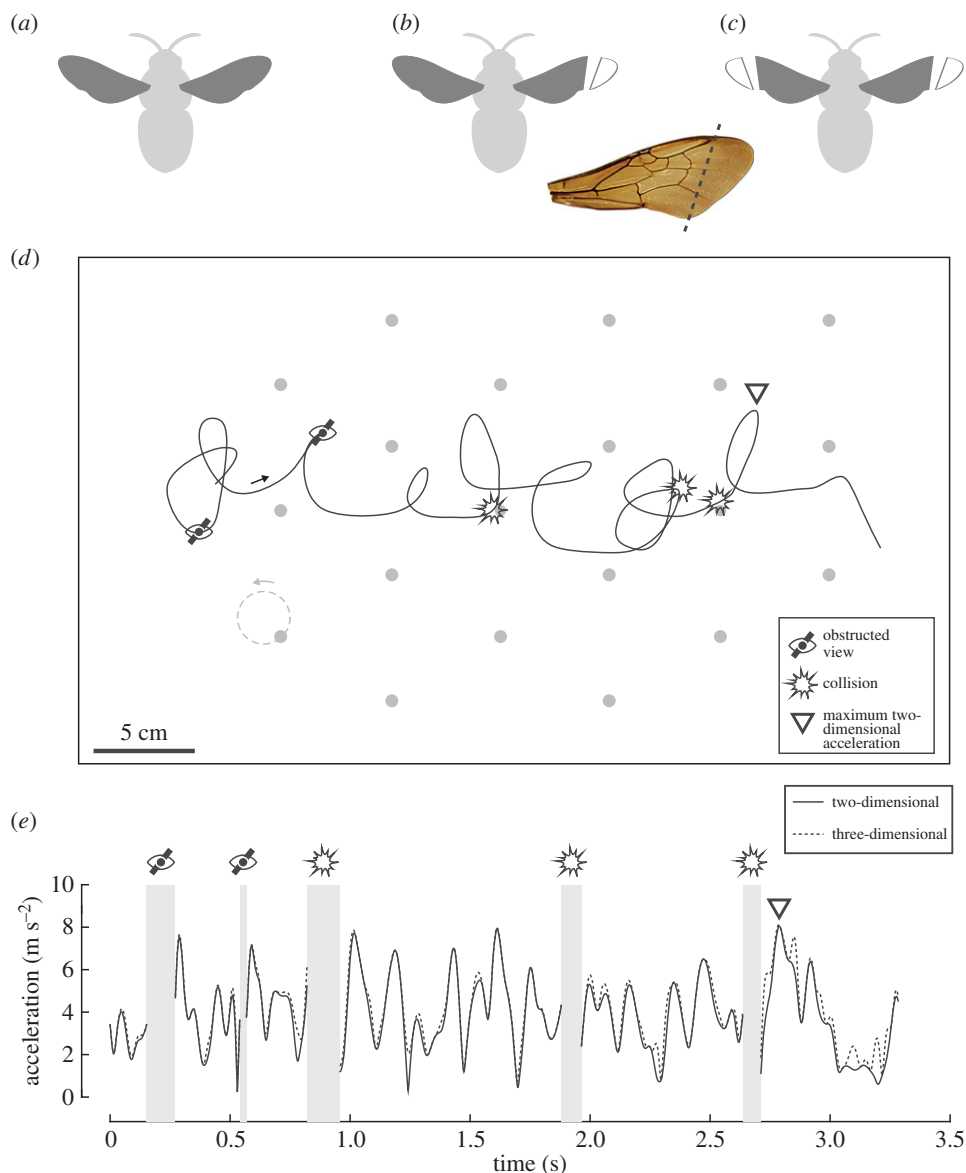 (a)
(b)
(c)
(d)
obstructed
view
collision
maximum two-
dimensional
acceleration
5 cm
two-dimensional
three-dimensional
(e)
10
8
6
4
2
0
acceleration (m s⁻²)
0
0.5
1.0
1.5
2.0
2.5
3.0
3.5
time (s)